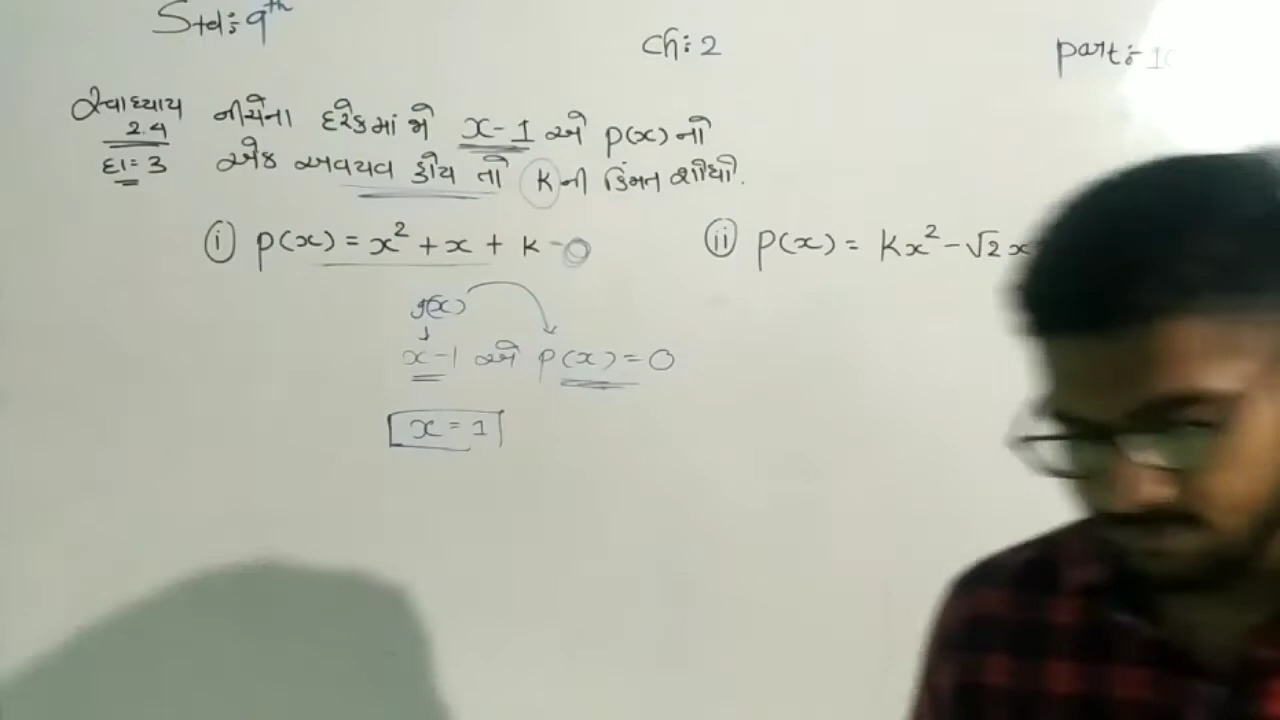 Std:- 9th
Ch:- 2
part:- 1
સ્વાધ્યાય 2.4 નીચેના દરેકમાં જો x-1 એ p(x) નો
દા:- 3 એક અવયવ હોય તો k ની કિંમત શોધો.
(i) p(x) = x² + x + k
(ii) p(x) = kx² - √2x
g(x)
↓
x-1 એ p(x) = 0
x = 1